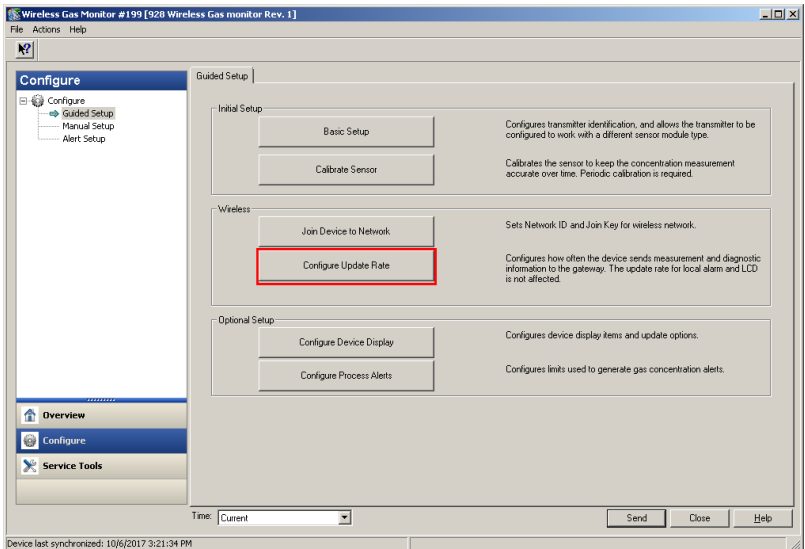 Wireless Gas Monitor #199 [928 Wireless Gas monitor Rev. 1]
File Actions Help
Configure
Configure
Guided Setup
Manual Setup
Alert Setup
Overview
Configure
Service Tools
Guided Setup
Initial Setup
Basic Setup
Configures transmitter identification, and allows the transmitter to be
configured to work with a different sensor module type.
Calibrate Sensor
Calibrates the sensor to keep the concentration measurement
accurate over time. Periodic calibration is required.
Wireless
Join Device to Network
Sets Network ID and Join Key for wireless network.
Configure Update Rate
Configures how often the device sends measurement and diagnostic
information to the gateway. The update rate for local alarm and LCD
is not affected.
Optional Setup
Configure Device Display
Configures device display items and update options.
Configure Process Alerts
Configures limits used to generate gas concentration alerts.
Time: Current
Send Close Help
Device last synchronized: 10/6/2017 3:21:34 PM